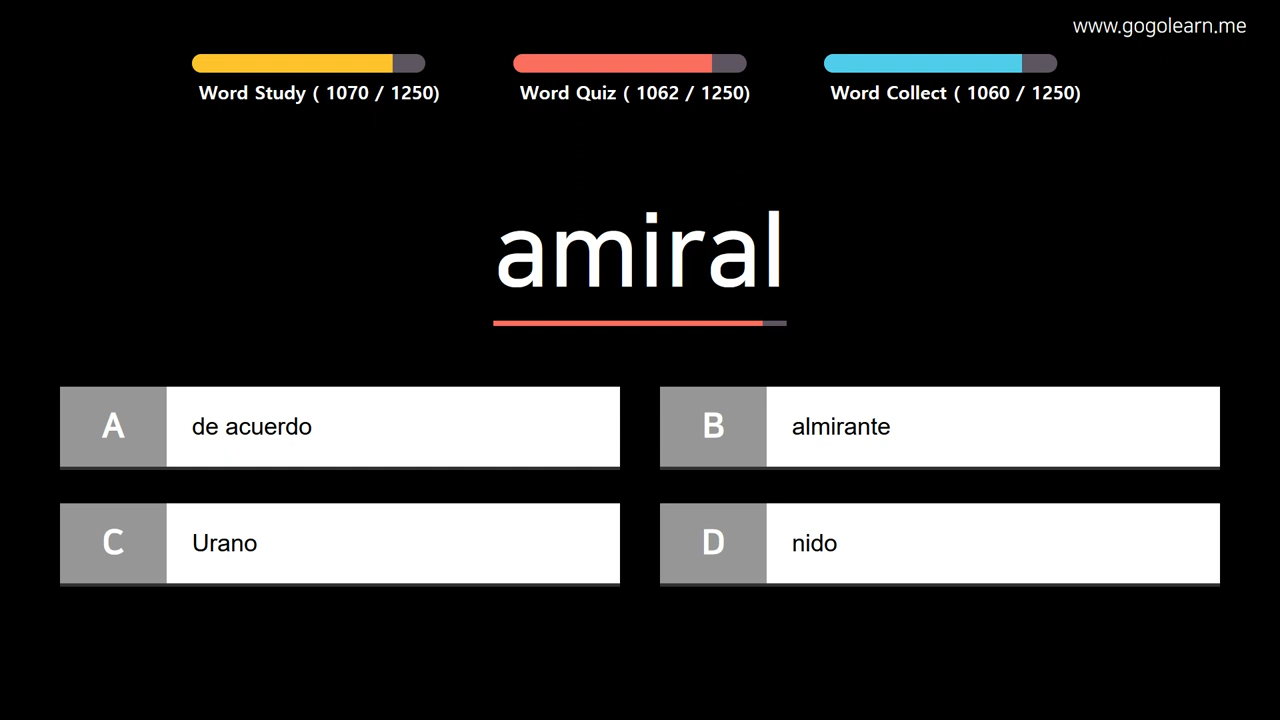 www.gogolearn.me
Word Study ( 1070 / 1250)
Word Quiz ( 1062 / 1250)
Word Collect ( 1060 / 1250)
amiral
A de acuerdo
B almirante
C Urano
D nido